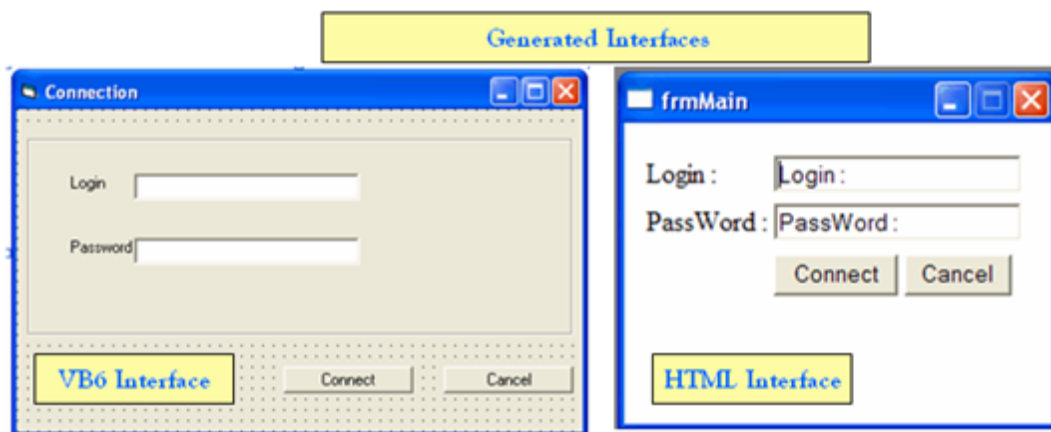 Generated Interfaces
Connection
Login
Password
VB6 Interface
Connect
Cancel
frmMain
Login :
Login :
PassWord :
PassWord :
Connect
Cancel
HTML Interface